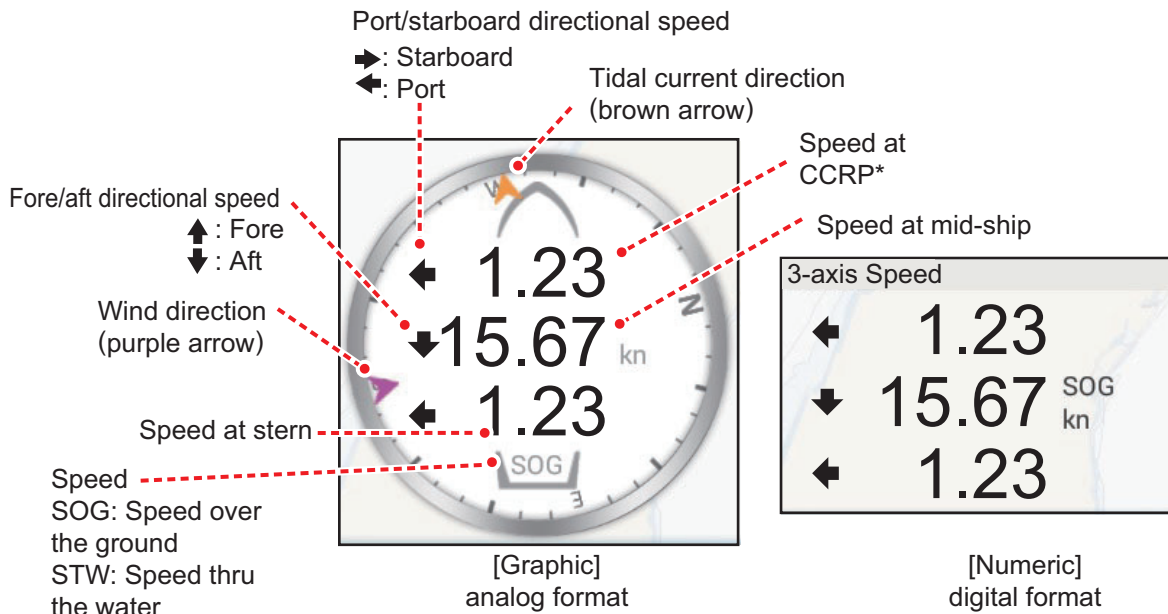 Port/starboard directional speed
➡: Starboard
⬅: Port
Tidal current direction
(brown arrow)
Speed at
CCRP*
Fore/aft directional speed
⬆: Fore
⬇: Aft
Speed at mid-ship
Wind direction
(purple arrow)
Speed at stern
Speed
SOG: Speed over
the ground
STW: Speed thru
the water
W
N
E
⬅ 1.23
⬇15.67 kn
⬅ 1.23
SOG
[Graphic]
analog format
3-axis Speed
⬅ 1.23
⬇ 15.67 SOG
kn
⬅ 1.23
[Numeric]
digital format